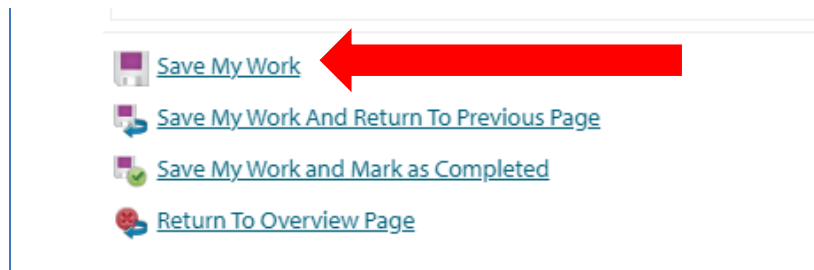 Save My Work
Save My Work And Return To Previous Page
Save My Work and Mark as Completed
Return To Overview Page